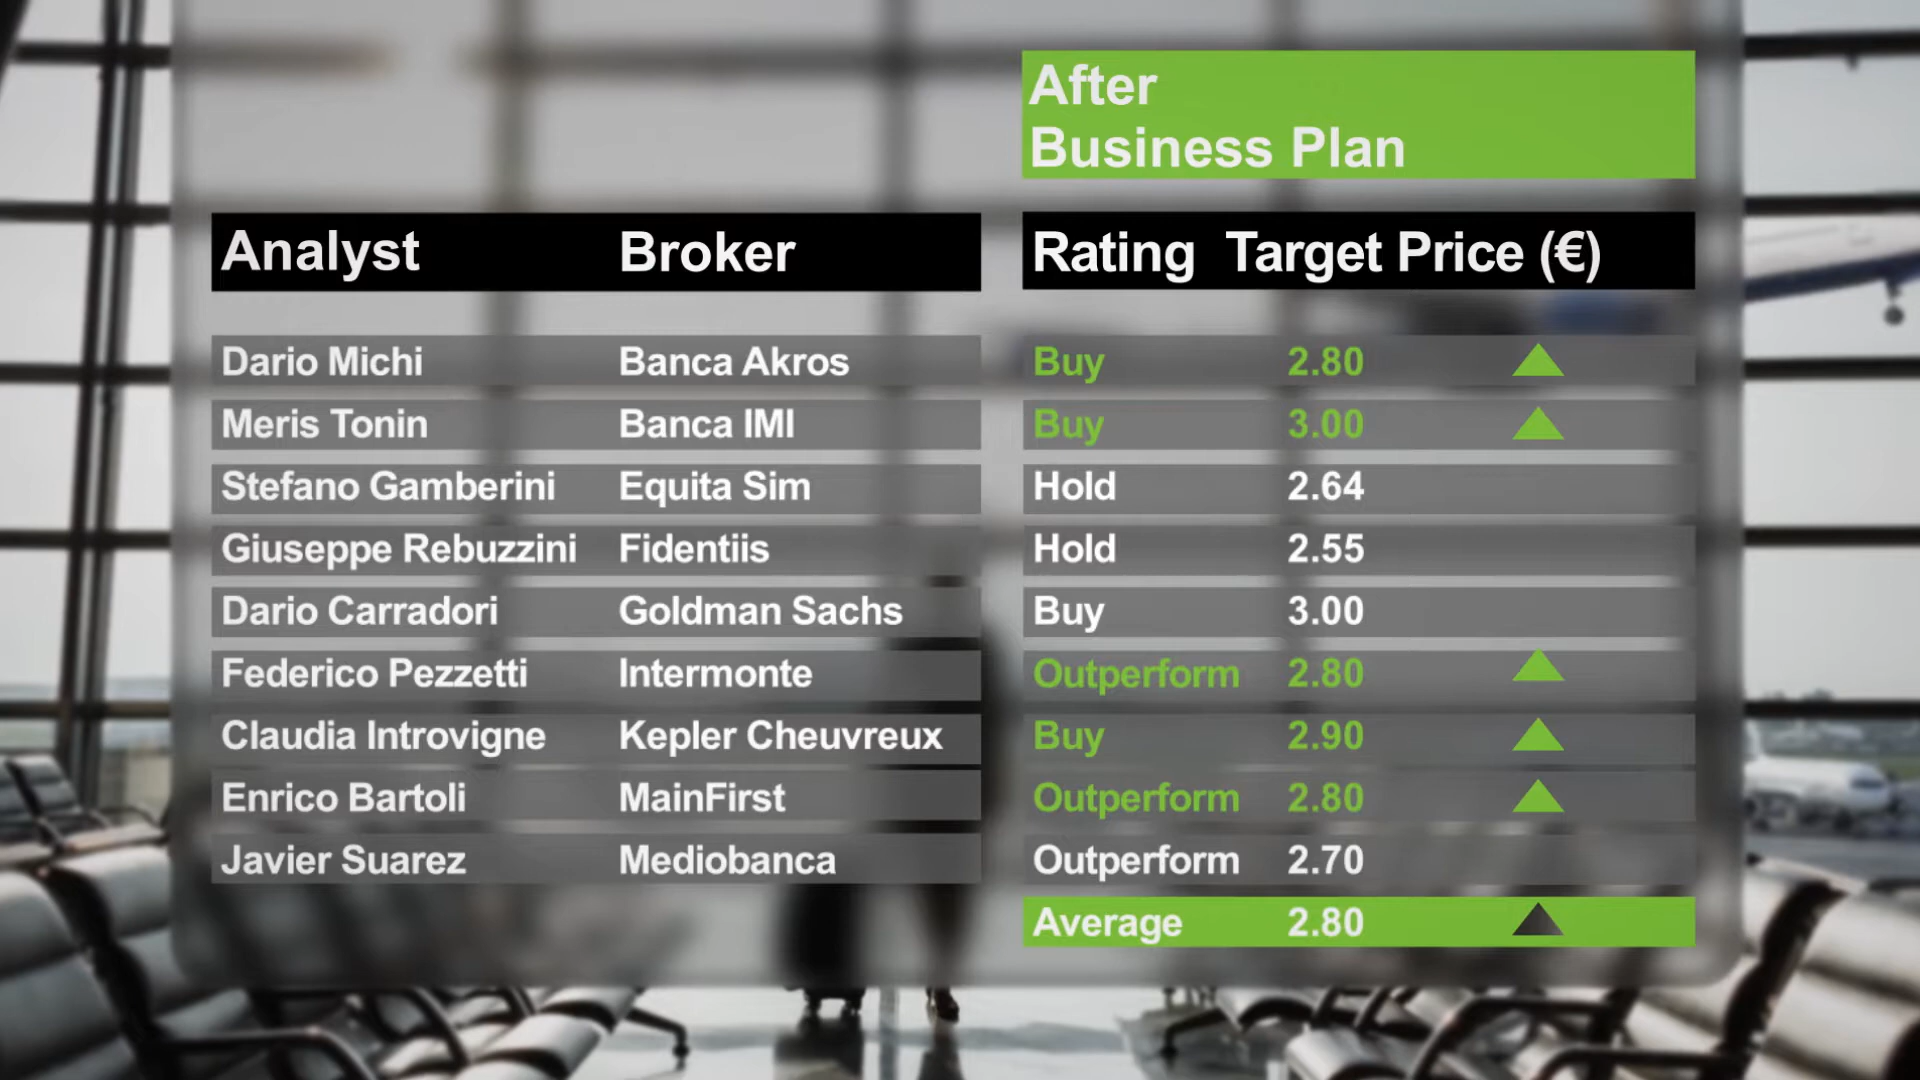 After
Business Plan
Analyst Broker Rating Target Price (€)
Dario Michi Banca Akros Buy 2.80
Meris Tonin Banca IMI Buy 3.00
Stefano Gamberini Equita Sim Hold 2.64
Giuseppe Rebuzzini Fidentiis Hold 2.55
Dario Carradori Goldman Sachs Buy 3.00
Federico Pezzetti Intermonte Outperform 2.80
Claudia Introvigne Kepler Cheuvreux Buy 2.90
Enrico Bartoli MainFirst Outperform 2.80
Javier Suarez Mediobanca Outperform 2.70
Average 2.80